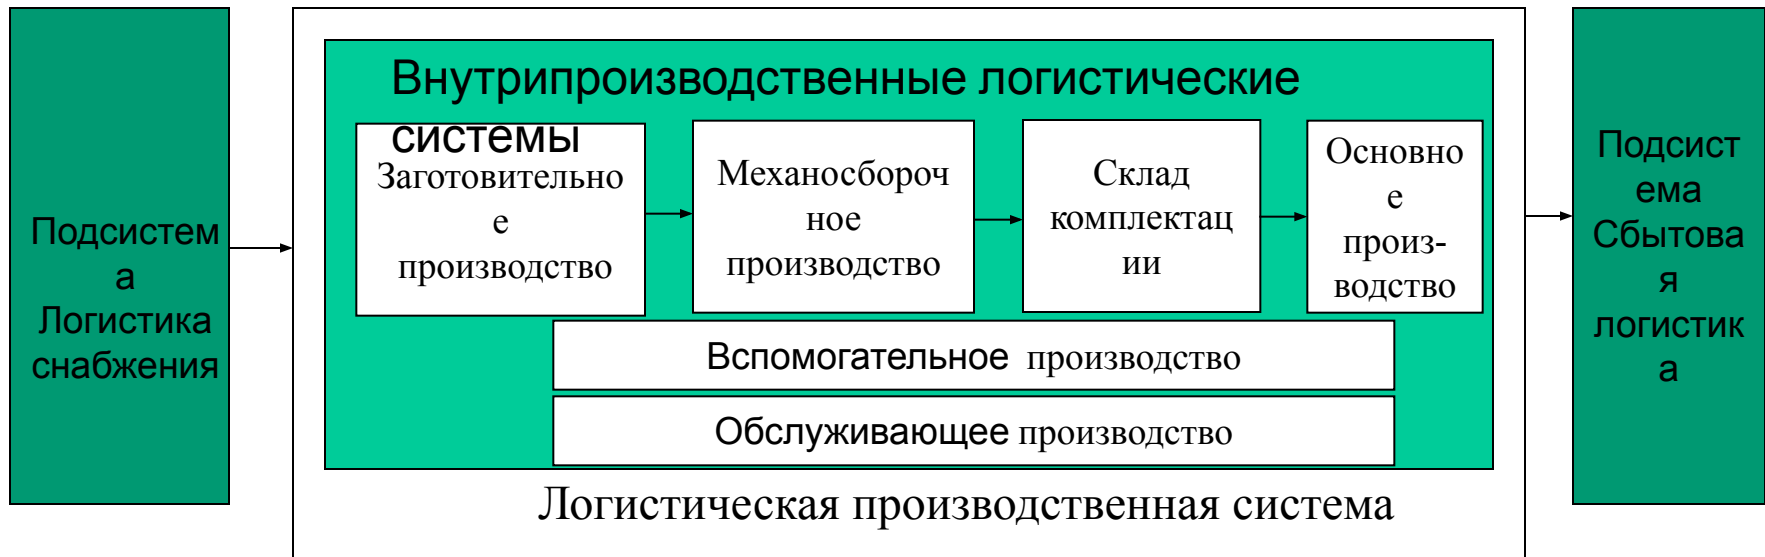 Подсистем
а
Логистика
снабжения
Внутрипроизводственные логистические
системы
Заготовительно
е
производство
Механосбороч
ное
производство
Склад
комплектац
ии
Основно
е
произ-
водство
Вспомогательное производство
Обслуживающее производство
Логистическая производственная система
Подсист
ема
Сбытова
я
логистик
а